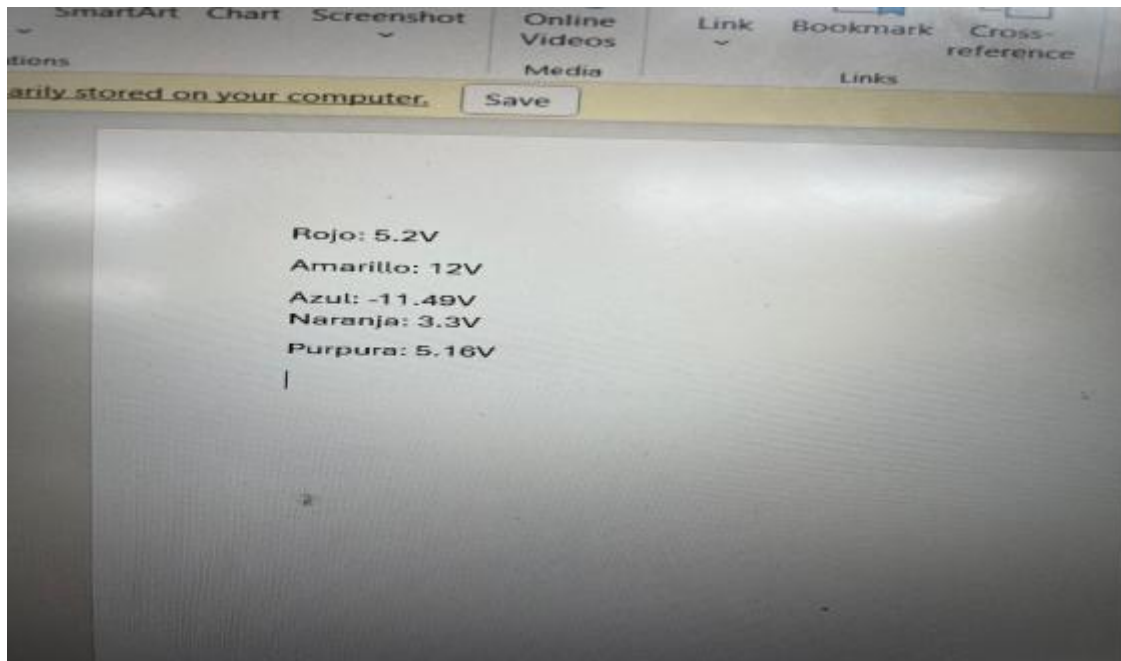 SmartArt Chart Screenshot
Online Videos
Link
Bookmark
Cross-reference
Media
Links
arily stored on your computer. Save
Rojo: 5.2V
Amarillo: 12V
Azul: -11.49V
Naranja: 3.3V
Purpura: 5.16V